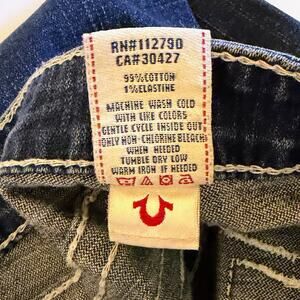 RN#112790
CA#30427
99%COTTON
1%ELASTINE
MACHINE WASH COLD
WITH LIKE COLORS
GENTLE CYCLE INSIDE OUT
(ONLY NON-CHLORINE BLEACH)
WHEN NEEDED
TUMBLE DRY LOW
WARM IRON IF NEEDED